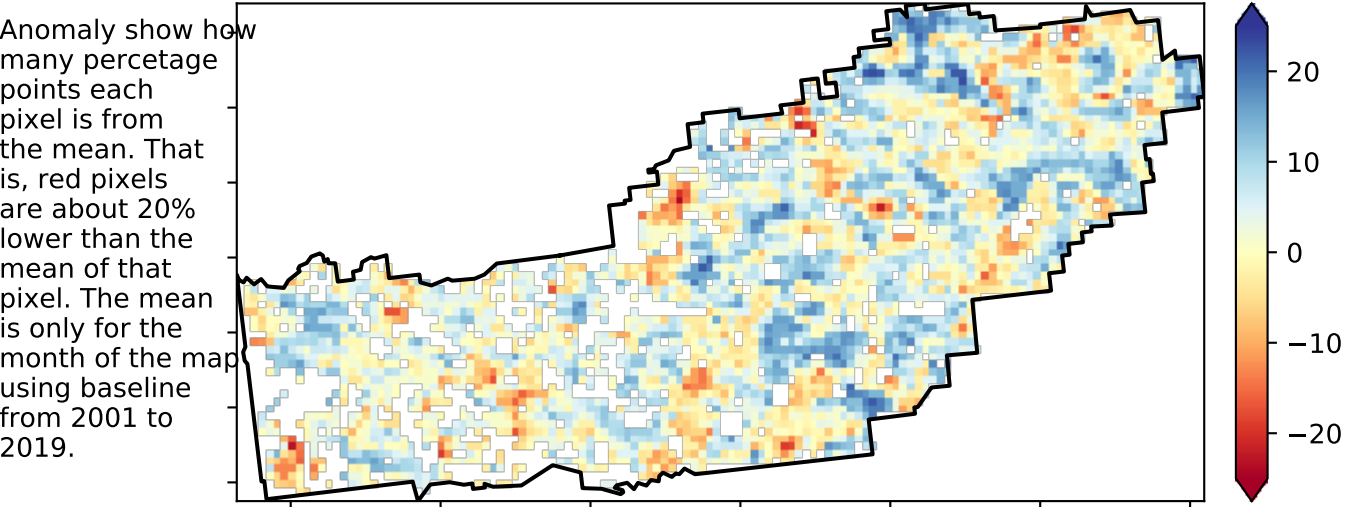 Anomaly show how
many percetage
points each
pixel is from
the mean. That
is, red pixels
are about 20%
lower than the
mean of that
pixel. The mean
is only for the
month of the map
using baseline
from 2001 to
2019.
20
10
0
−10
−20